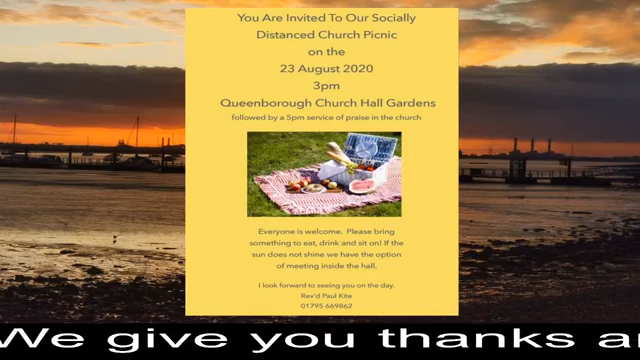 You Are Invited To Our Socially
Distanced Church Picnic
on the
23 August 2020
3pm
Queenborough Church Hall Gardens
followed by a 5pm service of praise in the church
Everyone is welcome. Please bring
something to eat, drink and sit on! If the
sun does not shine we have the option
of meeting inside the hall.
I look forward to seeing you on the day.
Rev'd Paul Kite
01795 669862
We give you thanks a